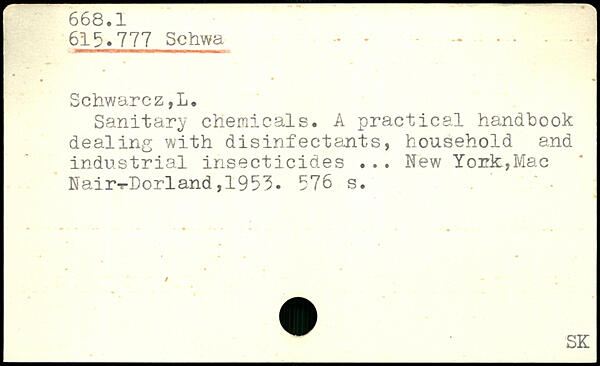 668.1
615.777 Schwa
Schwarcz,L.
Sanitary chemicals. A practical handbook
dealing with disinfectants, household and
industrial insecticides ... New York,Mac
Nair-Dorland,1953. 576 s.
SK